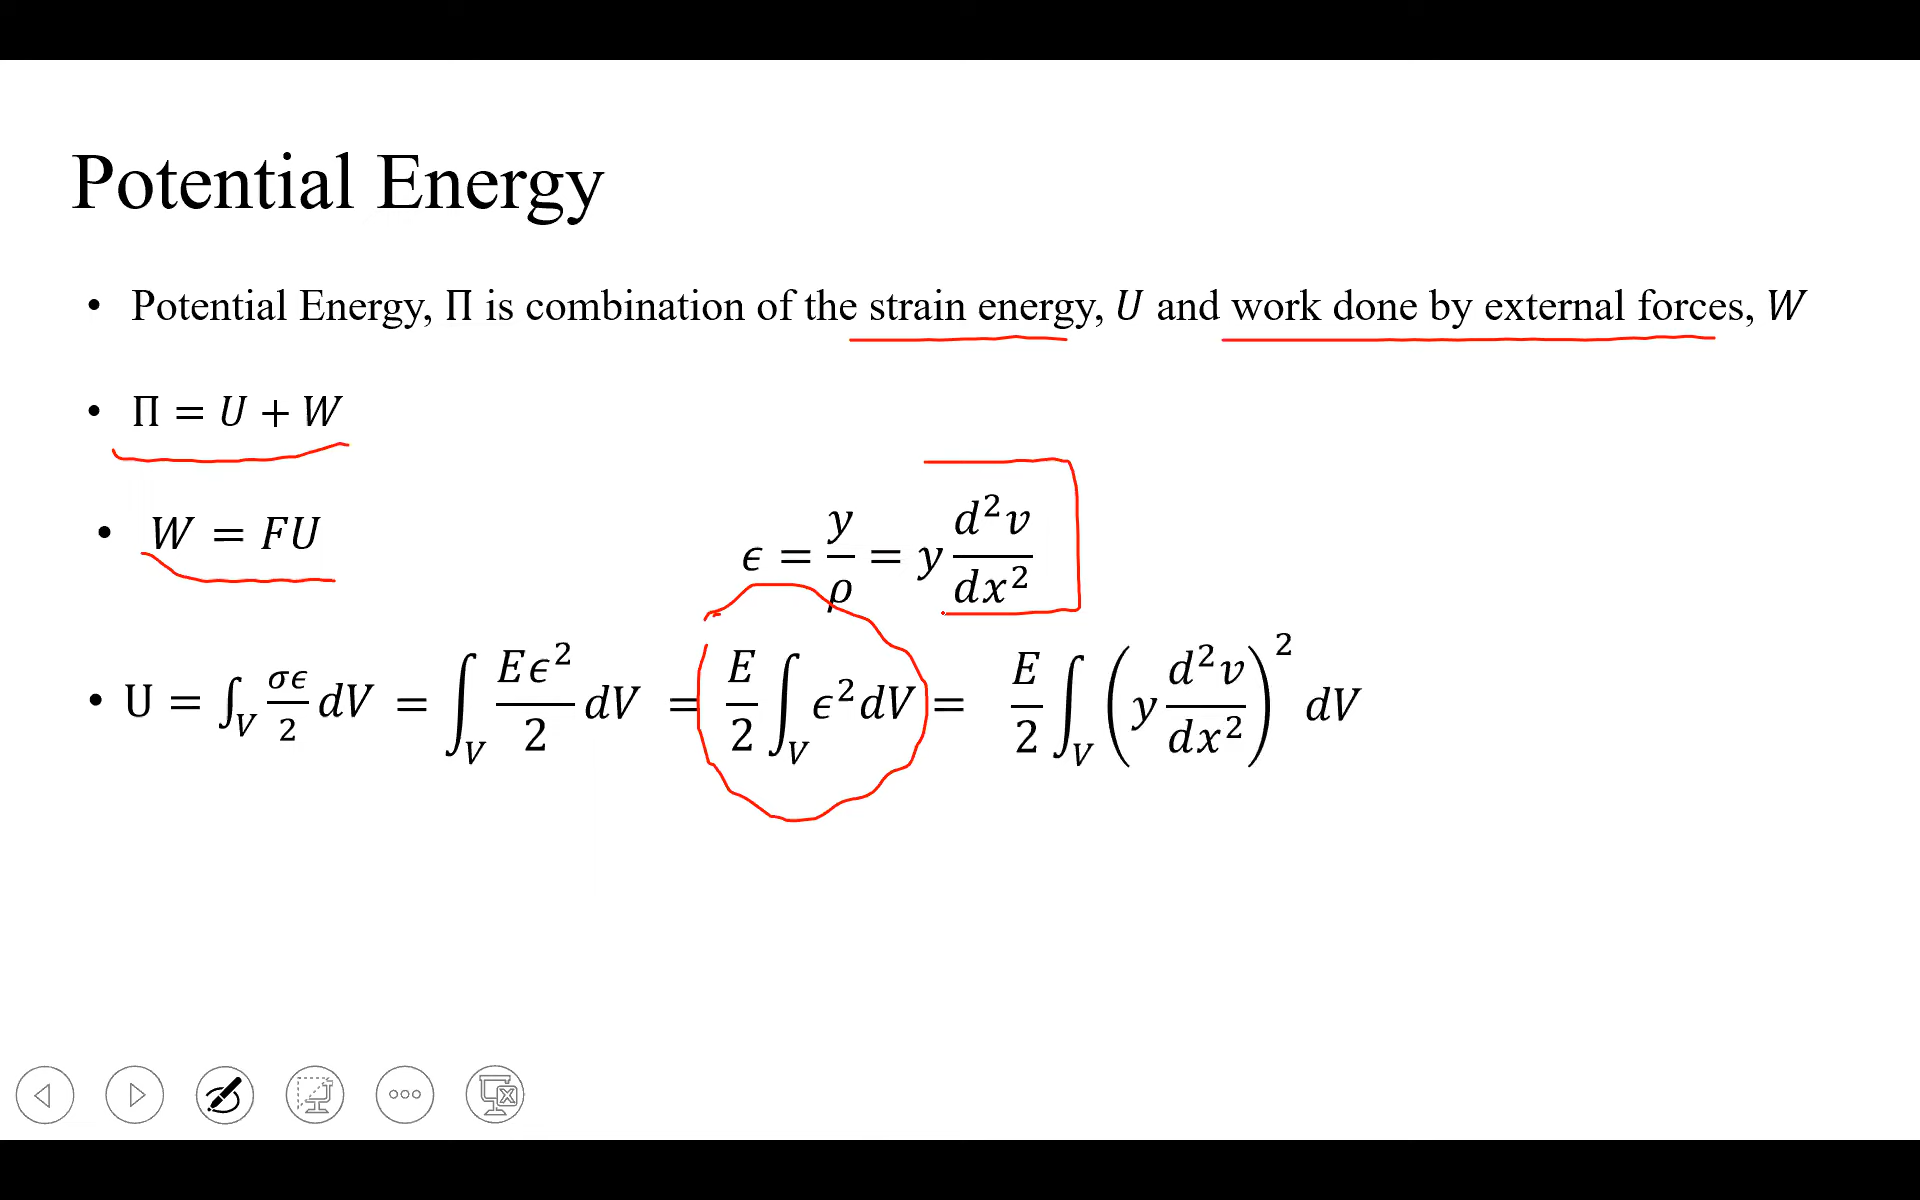 Potential Energy
• Potential Energy, Π is combination of the strain energy, U and work done by external forces, W
• Π = U + W
• W = FU
ϵ = y/ρ = y d²v/dx²
• U = ∫_V σϵ/2 dV = ∫_V Eϵ²/2 dV = E/2 ∫_V ϵ² dV = E/2 ∫_V (y d²v/dx²)² dV